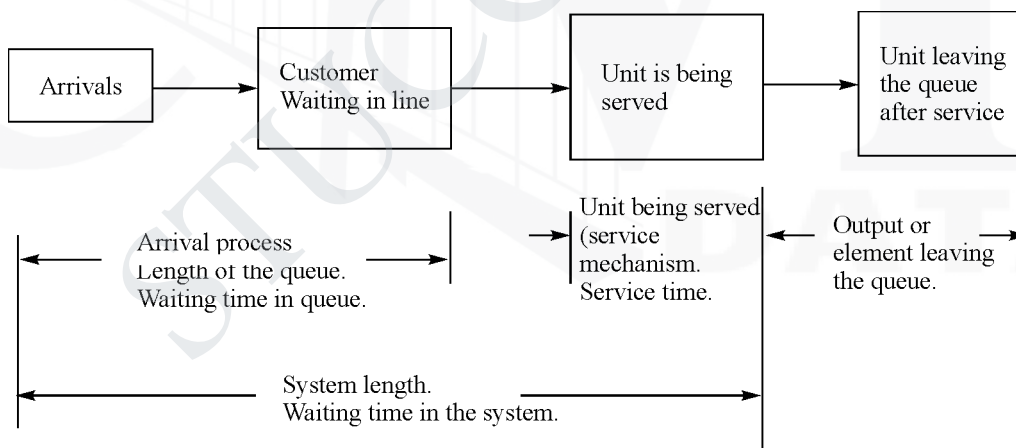 Arrivals
Customer
Waiting in line
Unit is being
served
Unit leaving
the queue
after service
Arrival process
Length of the queue.
Waiting time in queue.
Unit being served
(service
mechanism.
Service time.
Output or
element leaving
the queue.
System length.
Waiting time in the system.